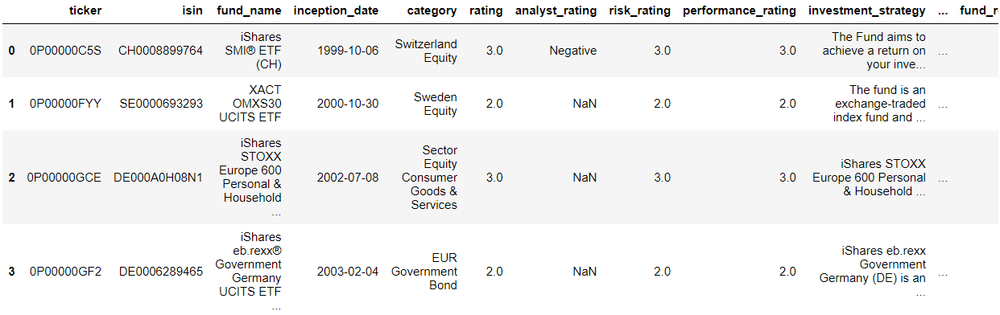 ticker isin fund_name inception_date category rating analyst_rating risk_rating performance_rating investment_strategy ... fund_r
0 0P00000C5S CH0008899764 iShares SMI® ETF (CH) 1999-10-06 Switzerland Equity 3.0 Negative 3.0 3.0 The Fund aims to achieve a return on your inve... ...
1 0P00000FYY SE0000693293 XACT OMXS30 UCITS ETF 2000-10-30 Sweden Equity 2.0 NaN 2.0 2.0 The fund is an exchange-traded index fund and ... ...
2 0P00000GCE DE000A0H08N1 iShares STOXX Europe 600 Personal & Household ... 2002-07-08 Sector Equity Consumer Goods & Services 3.0 NaN 3.0 3.0 iShares STOXX Europe 600 Personal & Household ... ...
3 0P00000GF2 DE0006289465 iShares eb.rexx® Government Germany UCITS ETF ... 2003-02-04 EUR Government Bond 2.0 NaN 2.0 2.0 iShares eb.rexx Government Germany (DE) is an ... ...